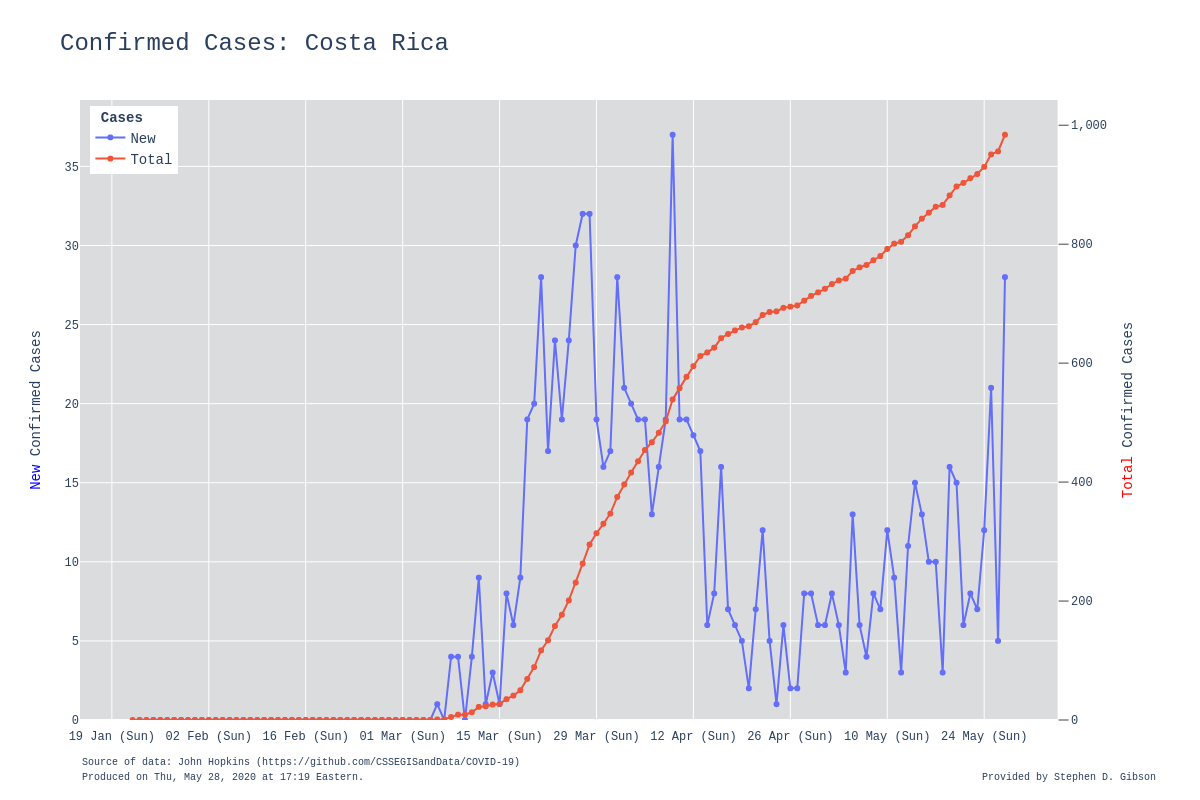 Confirmed Cases: Costa Rica
Cases
New
Total
35
30
25
20
15
10
5
0
1,000
800
600
400
200
0
New Confirmed Cases
Total Confirmed Cases
19 Jan (Sun) 02 Feb (Sun) 16 Feb (Sun) 01 Mar (Sun) 15 Mar (Sun) 29 Mar (Sun) 12 Apr (Sun) 26 Apr (Sun) 10 May (Sun) 24 May (Sun)
Source of data: John Hopkins (https://github.com/CSSEGISandData/COVID-19)
Produced on Thu, May 28, 2020 at 17:19 Eastern.
Provided by Stephen D. Gibson